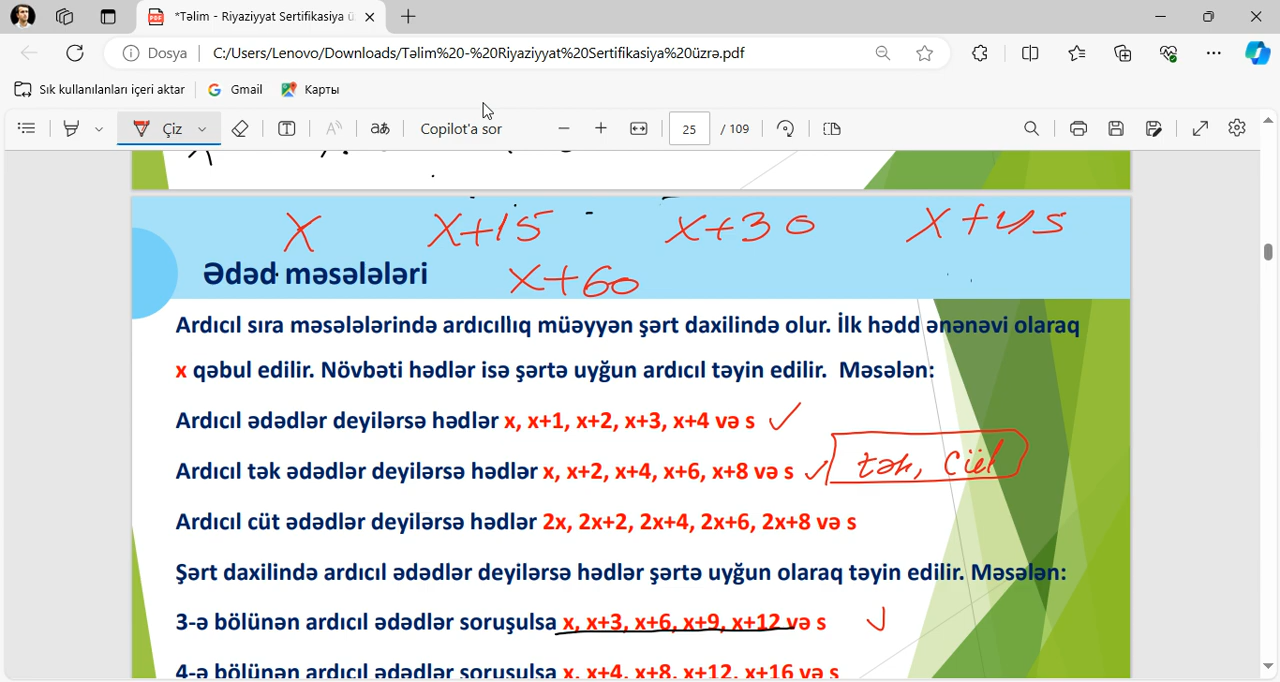 *Təlim - Riyaziyyat Sertifikasiya ü
Dosya
C:/Users/Lenovo/Downloads/Təlim%20-%20Riyaziyyat%20Sertifikasiya%20üzrə.pdf
Sık kullanılanları içeri aktar
Gmail
Карты
Çiz
aあ
Copilot'a sor
25 / 109
x x+15 x+30 x+45
Ədəd məsələləri
x+60
Ardıcıl sıra məsələlərində ardıcıllıq müəyyən şərt daxilində olur. İlk hədd ənənəvi olaraq
x qəbul edilir. Növbəti hədlər isə şərtə uyğun ardıcıl təyin edilir. Məsələn:
Ardıcıl ədədlər deyilərsə hədlər x, x+1, x+2, x+3, x+4 və s
Ardıcıl tək ədədlər deyilərsə hədlər x, x+2, x+4, x+6, x+8 və s
tək, cüt
Ardıcıl cüt ədədlər deyilərsə hədlər 2x, 2x+2, 2x+4, 2x+6, 2x+8 və s
Şərt daxilində ardıcıl ədədlər deyilərsə hədlər şərtə uyğun olaraq təyin edilir. Məsələn:
3-ə bölünən ardıcıl ədədlər soruşulsa x, x+3, x+6, x+9, x+12 və s
4-ə bölünən ardıcıl ədədlər soruşulsa x, x+4, x+8, x+12, x+16 və s